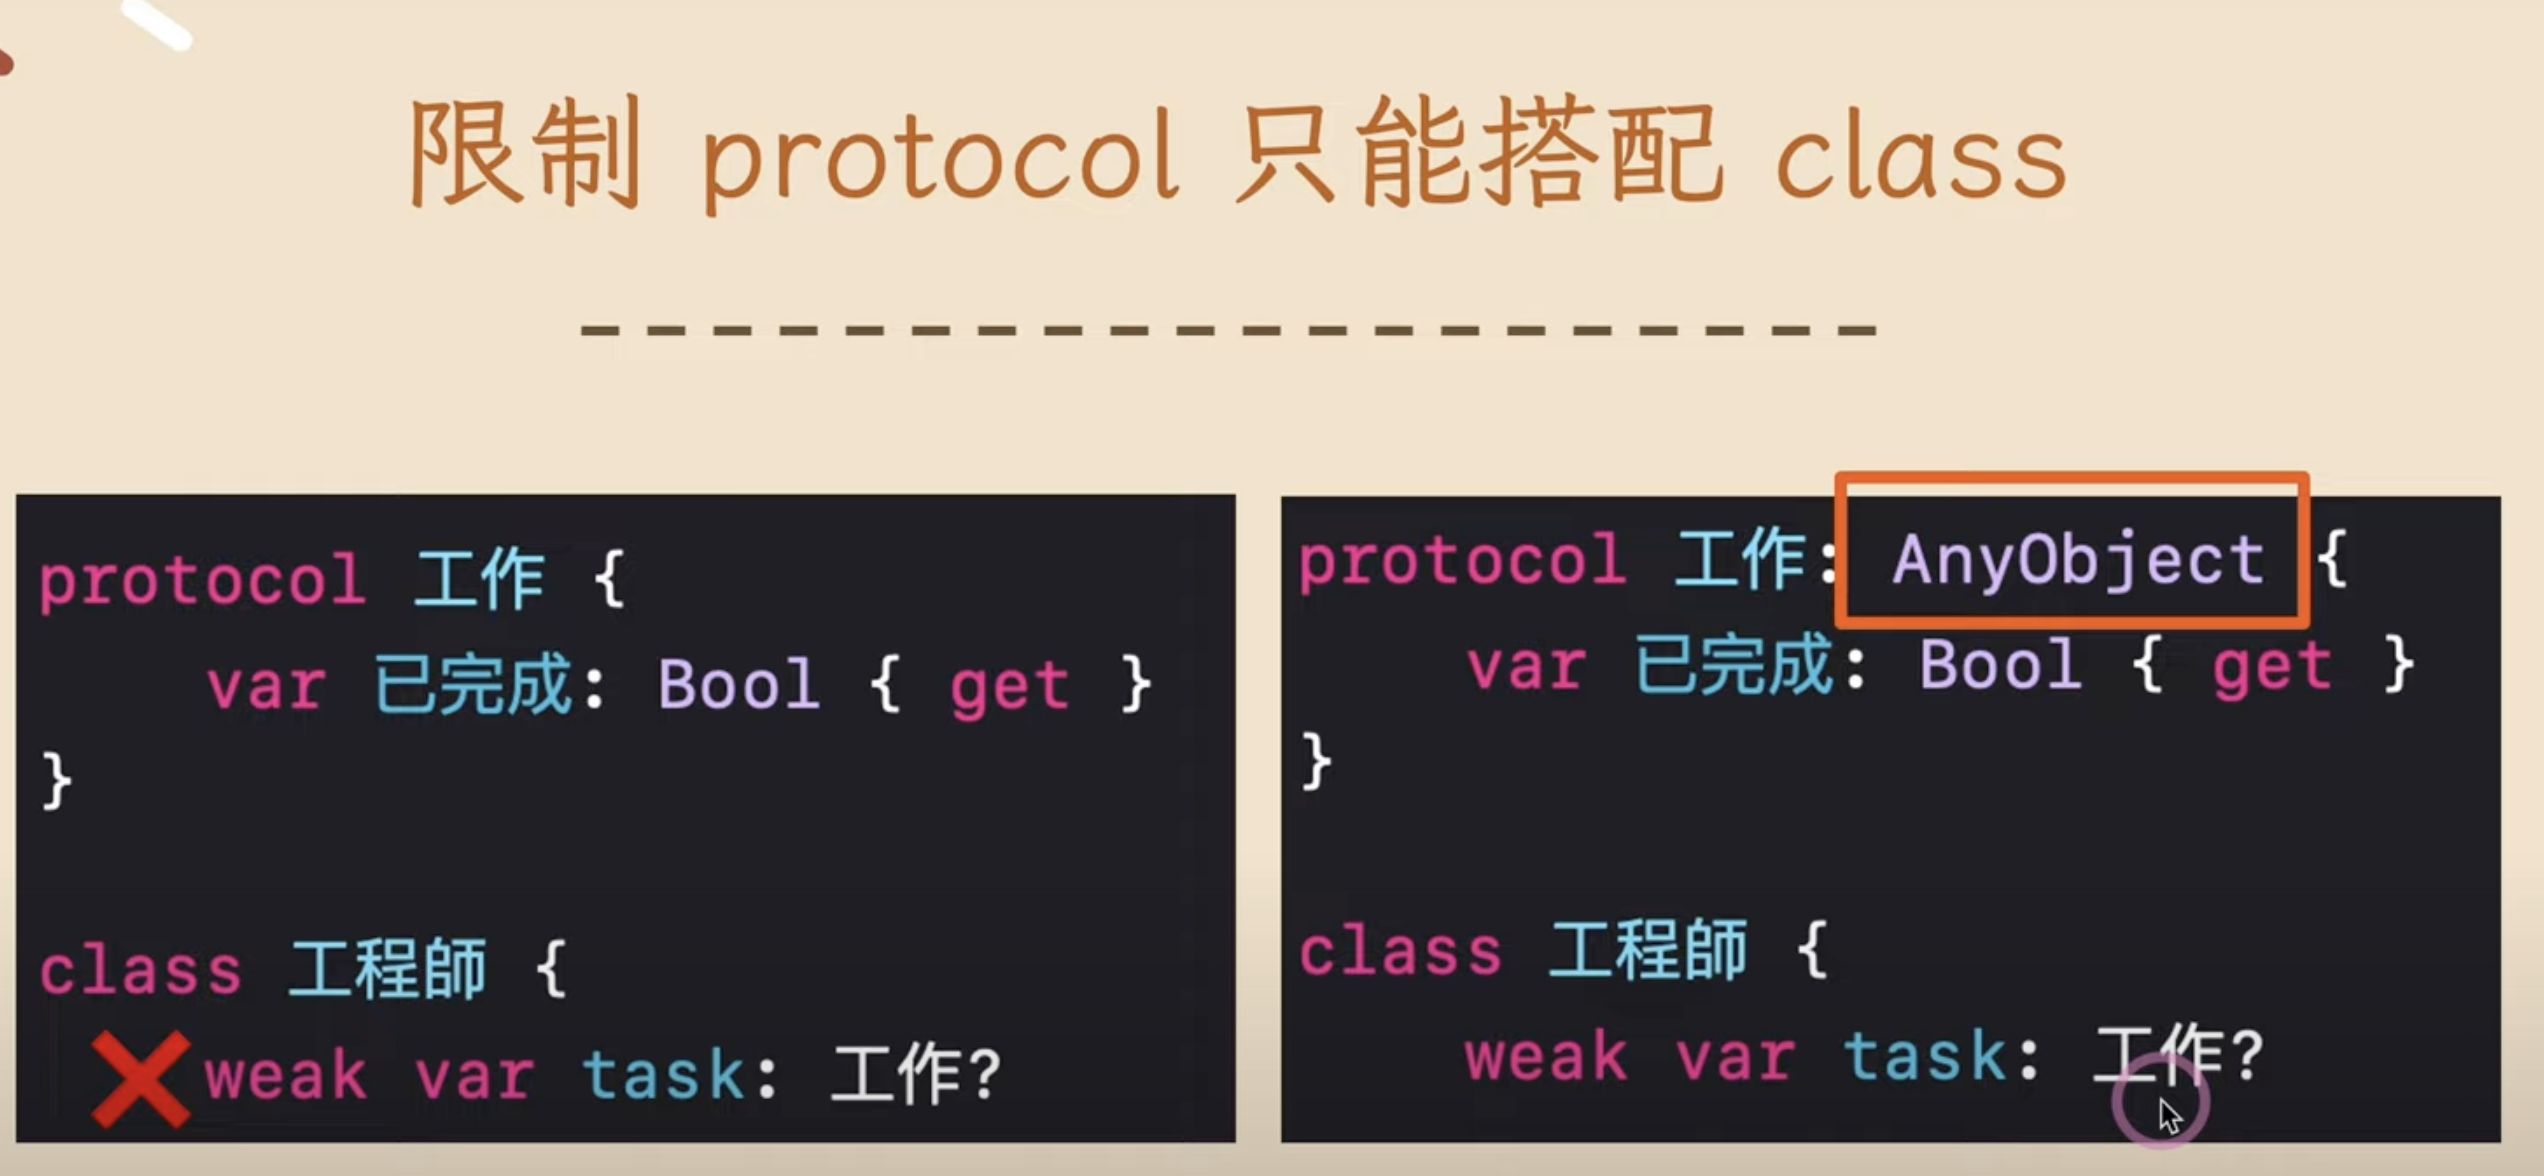 限制 protocol 只能搭配 class
protocol 工作 {
var 已完成: Bool { get }
}
class 工程師 {
weak var task: 工作?
protocol 工作: AnyObject {
var 已完成: Bool { get }
}
class 工程師 {
weak var task: 工作?